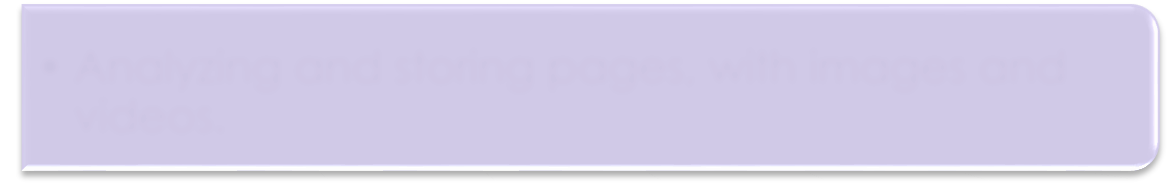 • Analyzing and storing pages, with images and
videos.